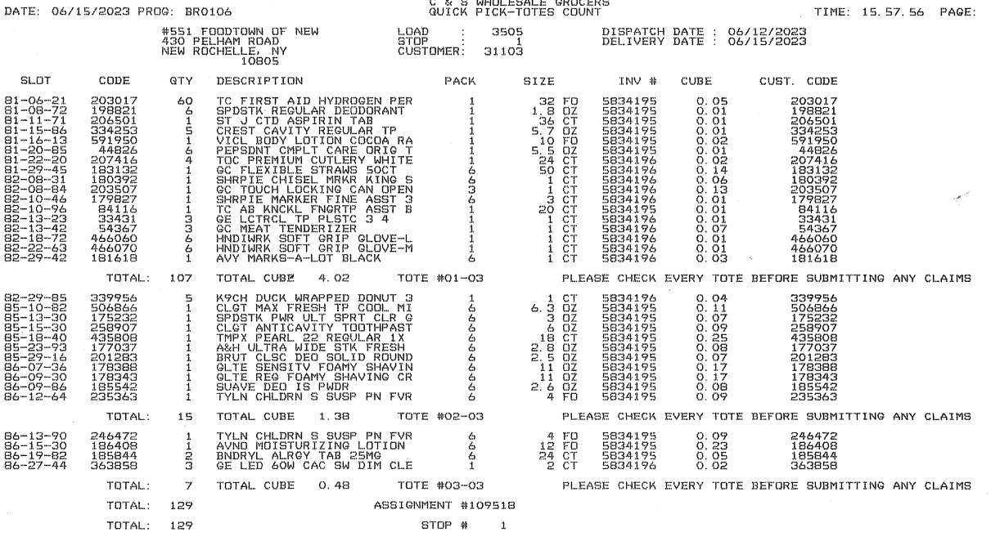 C & S WHOLESALE GROCERS
DATE: 06/15/2023 PROG: BR0106 QUICK PICK-TOTES COUNT TIME: 15.57.56 PAGE:
#551 FOODTOWN OF NEW LOAD : 3505 DISPATCH DATE : 06/12/2023
430 PELHAM ROAD STOP : 1 DELIVERY DATE : 06/15/2023
NEW ROCHELLE, NY CUSTOMER: 31103
10805
SLOT CODE QTY DESCRIPTION PACK SIZE INV # CUBE CUST. CODE
81-06-21 203017 60 TC FIRST AID HYDROGEN PER 1 32 FO 5834195 0.05 203017
81-08-72 198821 6 SPDSTK REGULAR DEODORANT 1 1.8 OZ 5834195 0.01 198821
81-11-71 206501 1 ST J CTD ASPIRIN TAB 1 36 CT 5834195 0.01 206501
81-15-86 334253 5 CREST CAVITY REGULAR TP 1 5.7 OZ 5834195 0.01 334253
81-16-13 591950 1 VICL BODY LOTION COCOA RA 1 10 FO 5834195 0.02 591950
81-20-85 44826 6 PEPSDNT CMPLT CARE ORIG T 1 5.5 OZ 5834195 0.01 44826
81-22-20 207416 4 TOC PREMIUM CUTLERY WHITE 1 24 CT 5834196 0.02 207416
81-29-45 183132 1 GC FLEXIBLE STRAWS 50CT 6 50 CT 5834195 0.14 183132
82-08-31 180392 1 SHRPIE CHISEL MRKR KING S 6 1 CT 5834196 0.06 180392
82-08-84 203507 1 GC TOUCH LOCKING CAN OPEN 3 1 CT 5834196 0.13 203507
82-10-46 179827 1 SHRPIE MARKER FINE ASST 3 6 3 CT 5834196 0.01 179827
82-10-96 84116 1 TC AB KNCKL FNGRTP ASST B 1 20 CT 5834195 0.01 84116
82-13-23 33431 3 GE LCTRCL TP PLSTC 3 4 1 1 CT 5834196 0.01 33431
82-13-42 54367 3 GC MEAT TENDERIZER 1 1 CT 5834196 0.07 54367
82-18-72 466060 6 HNDIWRK SOFT GRIP GLOVE-L 1 1 CT 5834196 0.01 466060
82-22-63 466070 6 HNDIWRK SOFT GRIP GLOVE-M 1 1 CT 5834196 0.01 466070
82-29-42 181618 1 AVY MARKS-A-LOT BLACK 6 1 CT 5834196 0.03 181618
TOTAL: 107 TOTAL CUBE 4.02 TOTE #01-03 PLEASE CHECK EVERY TOTE BEFORE SUBMITTING ANY CLAIMS
82-29-85 339956 5 K9CH DUCK WRAPPED DONUT 3 1 1 CT 5834196 0.04 339956
85-10-82 506866 1 CLGT MAX FRESH TP COOL MI 6 6.3 OZ 5834195 0.11 506866
85-13-30 175232 1 SPDSTK PWR ULT SPRT CLR G 6 3 OZ 5834195 0.07 175232
85-15-30 258907 1 CLGT ANTICAVITY TOOTHPAST 6 6 OZ 5834195 0.09 258907
85-18-40 435808 1 TMPX PEARL 22 REGULAR 1X 6 18 CT 5834195 0.25 435808
85-23-93 177037 1 A&H ULTRA WIDE STK FRESH 6 2.8 OZ 5834195 0.08 177037
85-29-16 201283 1 BRUT CLSC DEO SOLID ROUND 6 2.5 OZ 5834195 0.07 201283
86-07-36 178388 1 GLTE SENSITV FOAMY SHAVIN 6 11 OZ 5834195 0.17 178388
86-09-30 178343 1 GLTE REG FOAMY SHAVING CR 6 11 OZ 5834195 0.17 178343
86-09-86 185542 1 SUAVE DEO IS PWDR 6 2.6 OZ 5834195 0.08 185542
86-12-64 235363 1 TYLN CHLDRN S SUSP PN FVR 6 4 FO 5834195 0.09 235363
TOTAL: 15 TOTAL CUBE 1.38 TOTE #02-03 PLEASE CHECK EVERY TOTE BEFORE SUBMITTING ANY CLAIMS
86-13-90 246472 1 TYLN CHLDRN S SUSP PN FVR 6 4 FO 5834195 0.09 246472
86-15-30 186408 1 AVNO MOISTURIZING LOTION 6 12 FO 5834195 0.23 186408
86-19-82 185844 2 BNDRYL ALRGY TAB 25MG 6 24 CT 5834195 0.05 185844
86-27-44 363858 3 GE LED 60W CAC SW DIM CLE 1 2 CT 5834196 0.02 363858
TOTAL: 7 TOTAL CUBE 0.48 TOTE #03-03 PLEASE CHECK EVERY TOTE BEFORE SUBMITTING ANY CLAIMS
TOTAL: 129 ASSIGNMENT #109518
TOTAL: 129 STOP # 1